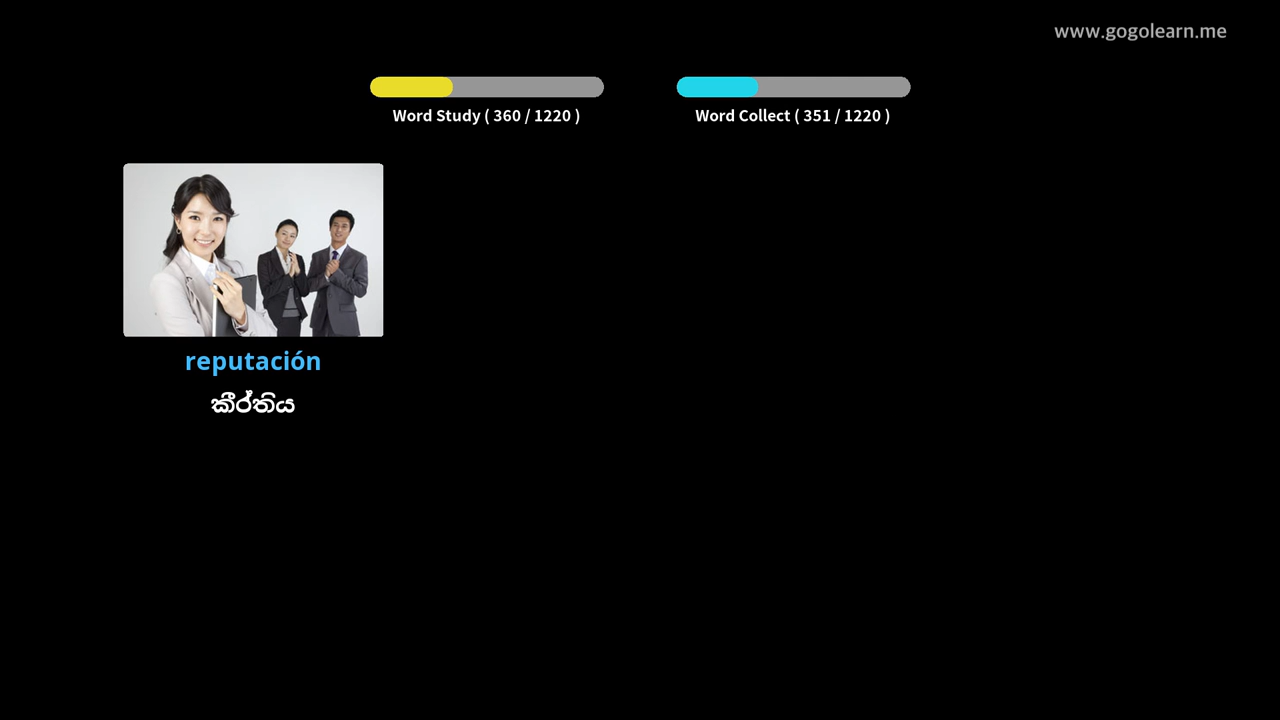 www.gogolearn.me
Word Study ( 360 / 1220 )
Word Collect ( 351 / 1220 )
reputación
කීර්තිය